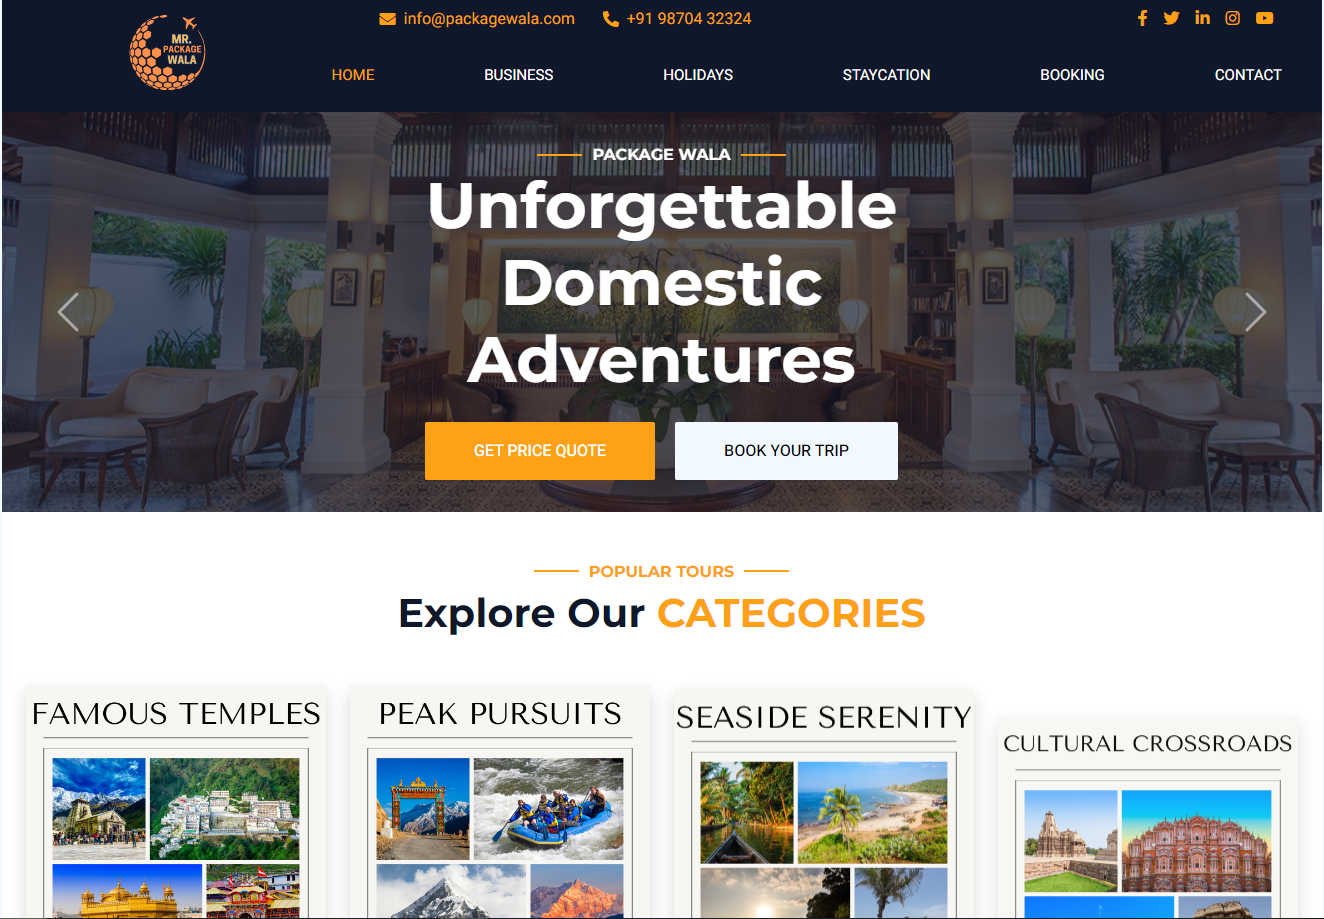 MR.
PACKAGE
WALA
info@packagewala.com +91 98704 32324
HOME BUSINESS HOLIDAYS STAYCATION BOOKING CONTACT
PACKAGE WALA
Unforgettable
Domestic
Adventures
GET PRICE QUOTE BOOK YOUR TRIP
POPULAR TOURS
Explore Our CATEGORIES
FAMOUS TEMPLES
PEAK PURSUITS
SEASIDE SERENITY
CULTURAL CROSSROADS